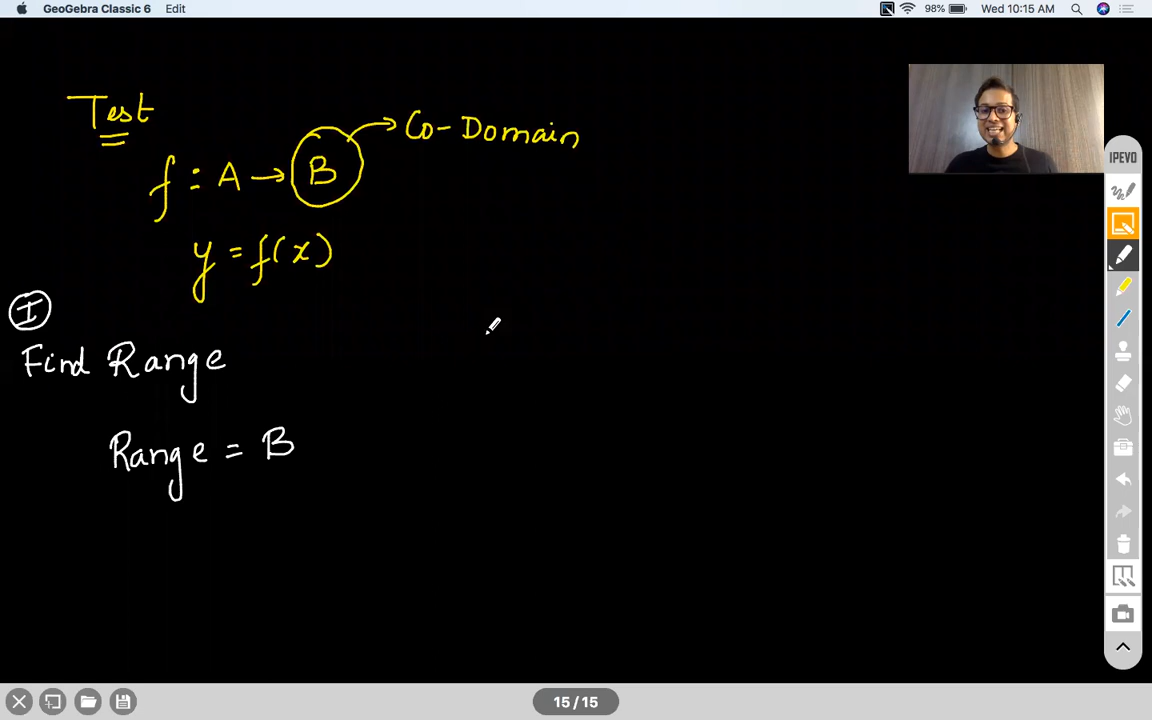 GeoGebra Classic 6 Edit 98% Wed 10:15 AM
Test
Co-Domain
f : A → B
y = f(x)
I
Find Range
Range = B
IPEVO
15 / 15